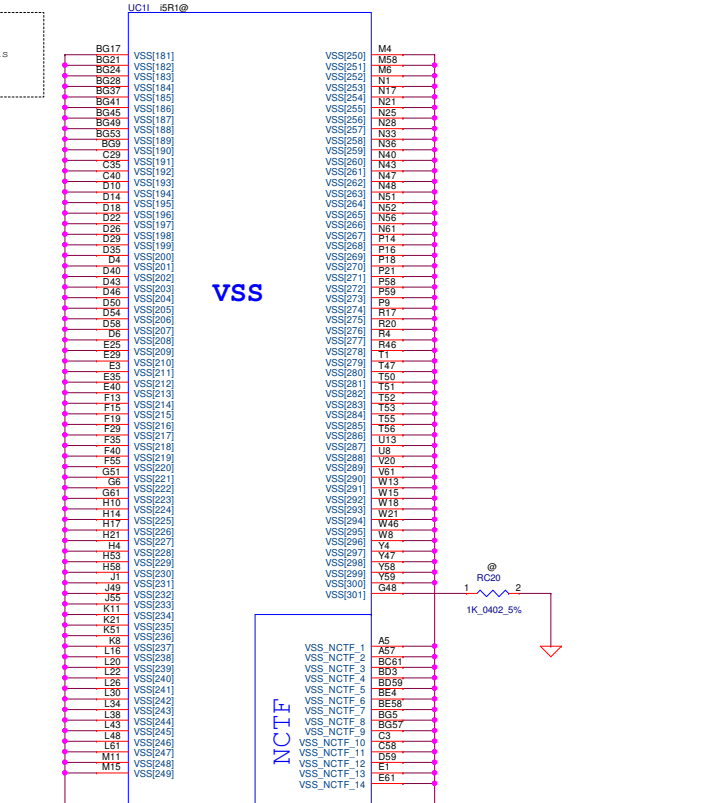 UC1I i5R1@
S
BG17 VSS[181]
BG21 VSS[182]
BG24 VSS[183]
BG28 VSS[184]
BG37 VSS[185]
BG41 VSS[186]
BG45 VSS[187]
BG49 VSS[188]
BG53 VSS[189]
BG9 VSS[190]
C29 VSS[191]
C35 VSS[192]
C40 VSS[193]
D10 VSS[194]
D14 VSS[195]
D18 VSS[196]
D22 VSS[197]
D26 VSS[198]
D29 VSS[199]
D35 VSS[200]
D4 VSS[201]
D40 VSS[202]
D43 VSS[203]
D46 VSS[204]
D50 VSS[205]
D54 VSS[206]
D58 VSS[207]
D6 VSS[208]
E25 VSS[209]
E29 VSS[210]
E3 VSS[211]
E35 VSS[212]
E40 VSS[213]
F13 VSS[214]
F15 VSS[215]
F19 VSS[216]
F29 VSS[217]
F35 VSS[218]
F40 VSS[219]
F55 VSS[220]
G51 VSS[221]
G6 VSS[222]
G61 VSS[223]
H10 VSS[224]
H14 VSS[225]
H17 VSS[226]
H21 VSS[227]
H4 VSS[228]
H53 VSS[229]
H58 VSS[230]
J1 VSS[231]
J49 VSS[232]
J55 VSS[233]
K11 VSS[234]
K21 VSS[235]
K51 VSS[236]
K8 VSS[237]
L16 VSS[238]
L20 VSS[239]
L22 VSS[240]
L26 VSS[241]
L30 VSS[242]
L34 VSS[243]
L38 VSS[244]
L43 VSS[245]
L48 VSS[246]
L61 VSS[247]
M11 VSS[248]
M15 VSS[249]
VSS
VSS[250] M4
VSS[251] M58
VSS[252] M6
VSS[253] N1
VSS[254] N17
VSS[255] N21
VSS[256] N25
VSS[257] N28
VSS[258] N33
VSS[259] N36
VSS[260] N40
VSS[261] N43
VSS[262] N47
VSS[263] N48
VSS[264] N51
VSS[265] N52
VSS[266] N56
VSS[267] N61
VSS[268] P14
VSS[269] P16
VSS[270] P18
VSS[271] P21
VSS[272] P58
VSS[273] P59
VSS[274] P9
VSS[275] R17
VSS[276] R20
VSS[277] R4
VSS[278] R46
VSS[279] T1
VSS[280] T47
VSS[281] T50
VSS[282] T51
VSS[283] T52
VSS[284] T53
VSS[285] T55
VSS[286] T56
VSS[287] U13
VSS[288] U8
VSS[289] V20
VSS[290] V61
VSS[291] W13
VSS[292] W15
VSS[293] W18
VSS[294] W21
VSS[295] W46
VSS[296] W8
VSS[297] Y4
VSS[298] Y47
VSS[299] Y58
VSS[300] Y59
VSS[301] G48
@
RC20
1 2
1K_0402_5%
NCTF
VSS_NCTF_1 A5
VSS_NCTF_2 A57
VSS_NCTF_3 BC61
VSS_NCTF_4 BD3
VSS_NCTF_5 BD59
VSS_NCTF_6 BE4
VSS_NCTF_7 BE58
VSS_NCTF_8 BG5
VSS_NCTF_9 BG57
VSS_NCTF_10 C3
VSS_NCTF_11 C58
VSS_NCTF_12 D59
VSS_NCTF_13 E1
VSS_NCTF_14 E61